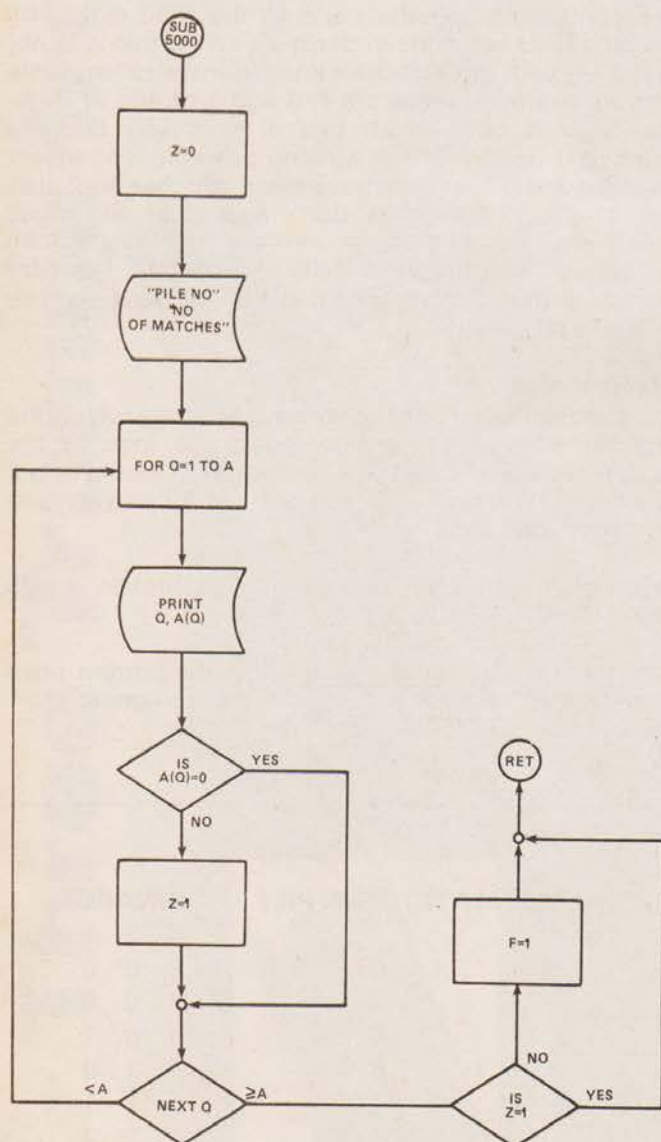 SUB
5000
Z=0
"PILE NO"
"NO
OF MATCHES"
FOR Q=1 TO A
PRINT
Q, A(Q)
IS
A(Q)=0
YES
NO
Z=1
<A
NEXT Q
≥A
IS
Z=1
YES
NO
F=1
RET